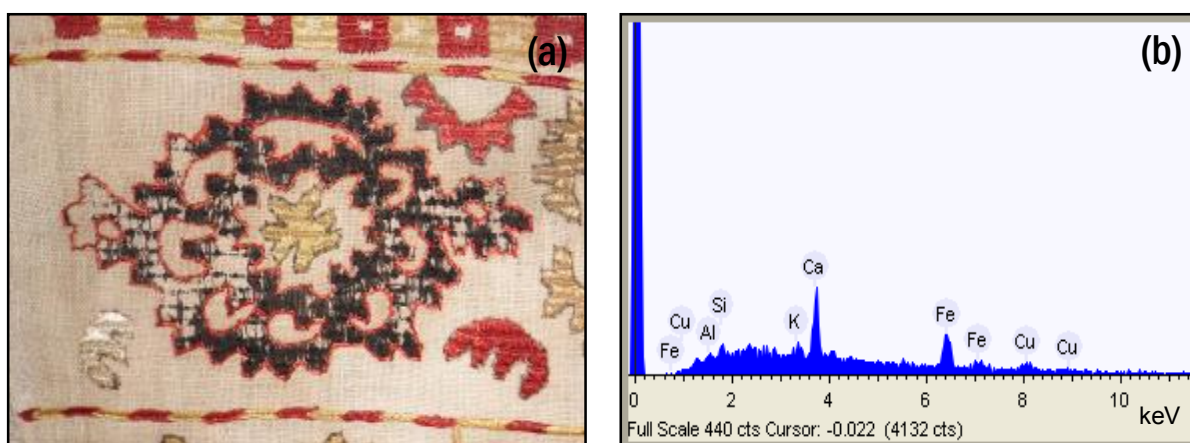 (a)
(b)
Ca
Si
Cu
Al
Fe
K
Fe
Fe
Cu
Cu
0 2 4 6 8 10
keV
Full Scale 440 cts Cursor: -0.022 (4132 cts)